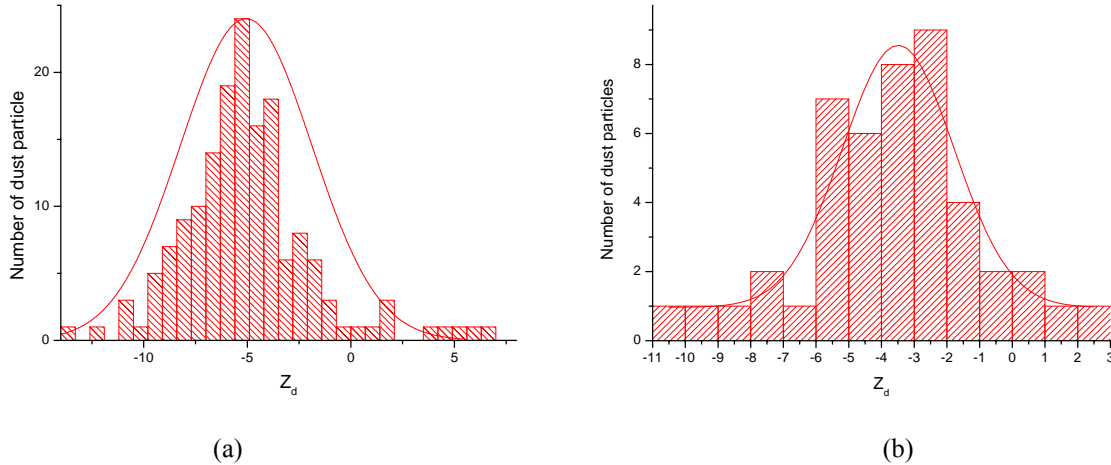 Number of dust particle
20
10
0
-10
-5
0
5
Z_d
(a)
Number of dust particles
8
6
4
2
0
-11 -10 -9 -8 -7 -6 -5 -4 -3 -2 -1 0 1 2 3
Z_d
(b)